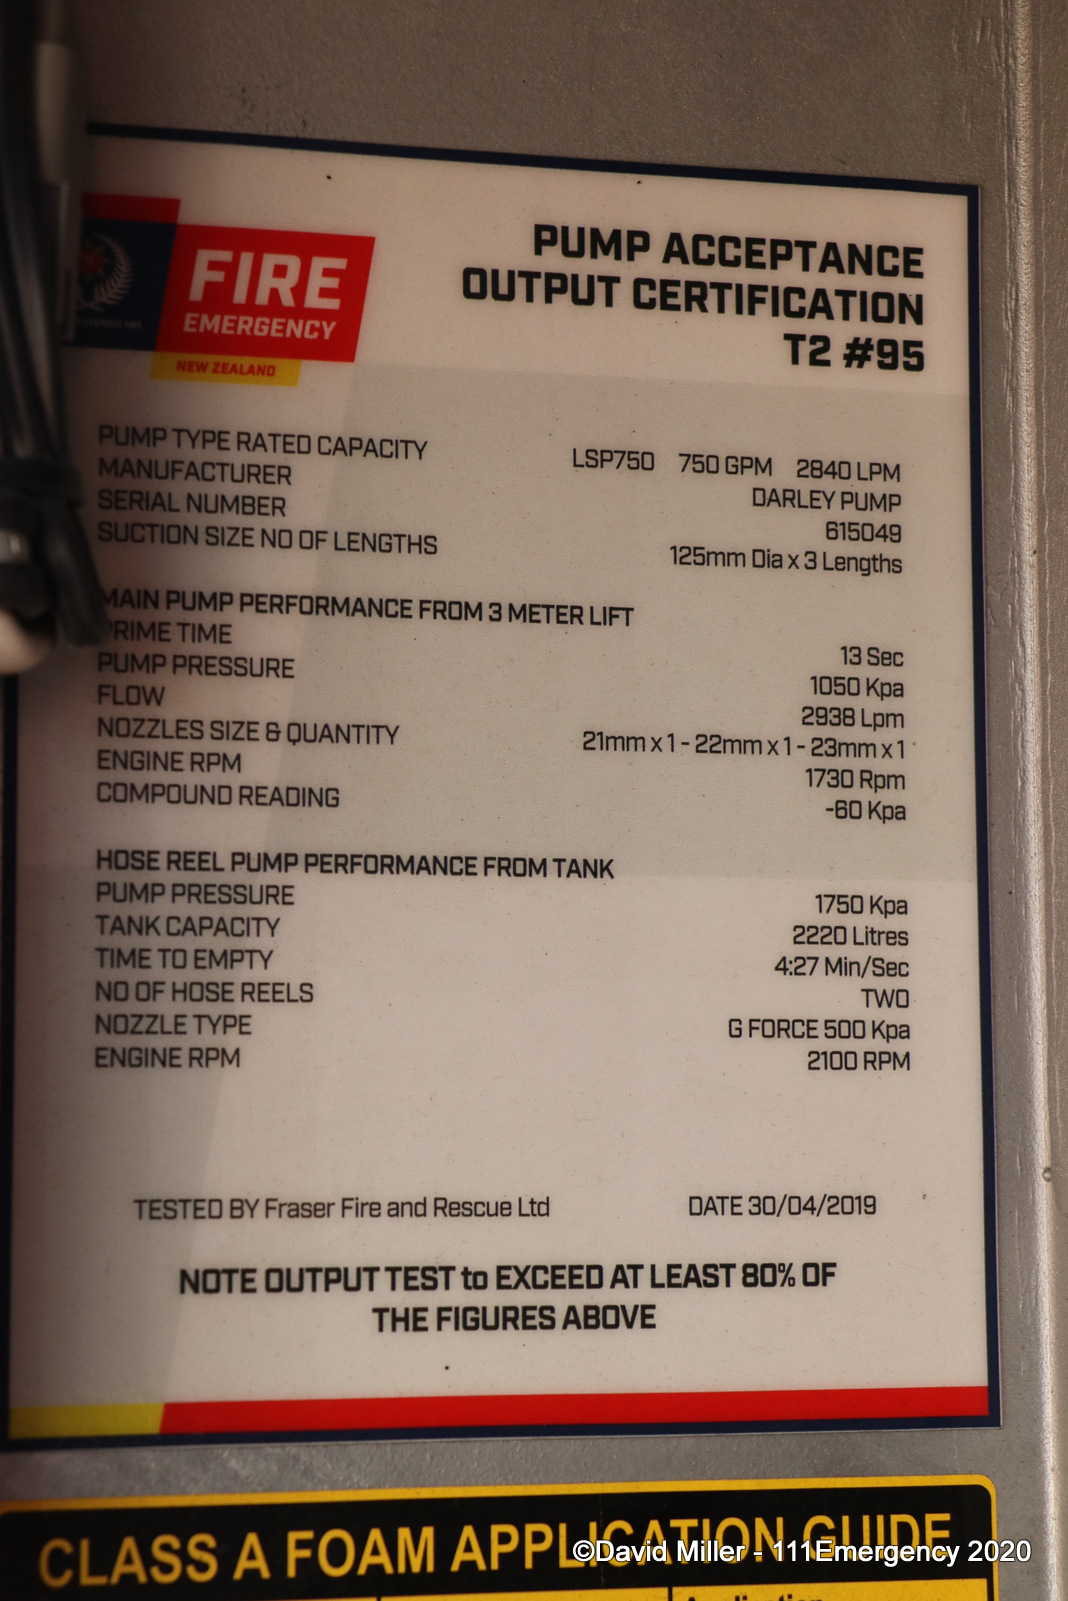 FIRE
EMERGENCY
NEW ZEALAND
PUMP ACCEPTANCE
OUTPUT CERTIFICATION
T2 #95
PUMP TYPE RATED CAPACITY LSP750 750 GPM 2840 LPM
MANUFACTURER DARLEY PUMP
SERIAL NUMBER 615049
SUCTION SIZE NO OF LENGTHS 125mm Dia x 3 Lengths
MAIN PUMP PERFORMANCE FROM 3 METER LIFT
PRIME TIME 13 Sec
PUMP PRESSURE 1050 Kpa
FLOW 2938 Lpm
NOZZLES SIZE & QUANTITY 21mm x 1 - 22mm x 1 - 23mm x 1
ENGINE RPM 1730 Rpm
COMPOUND READING -60 Kpa
HOSE REEL PUMP PERFORMANCE FROM TANK
PUMP PRESSURE 1750 Kpa
TANK CAPACITY 2220 Litres
TIME TO EMPTY 4:27 Min/Sec
NO OF HOSE REELS TWO
NOZZLE TYPE G FORCE 500 Kpa
ENGINE RPM 2100 RPM
TESTED BY Fraser Fire and Rescue Ltd DATE 30/04/2019
NOTE OUTPUT TEST to EXCEED AT LEAST 80% OF
THE FIGURES ABOVE
CLASS A FOAM APPLICATION GUIDE
©David Miller - 111Emergency 2020
Application